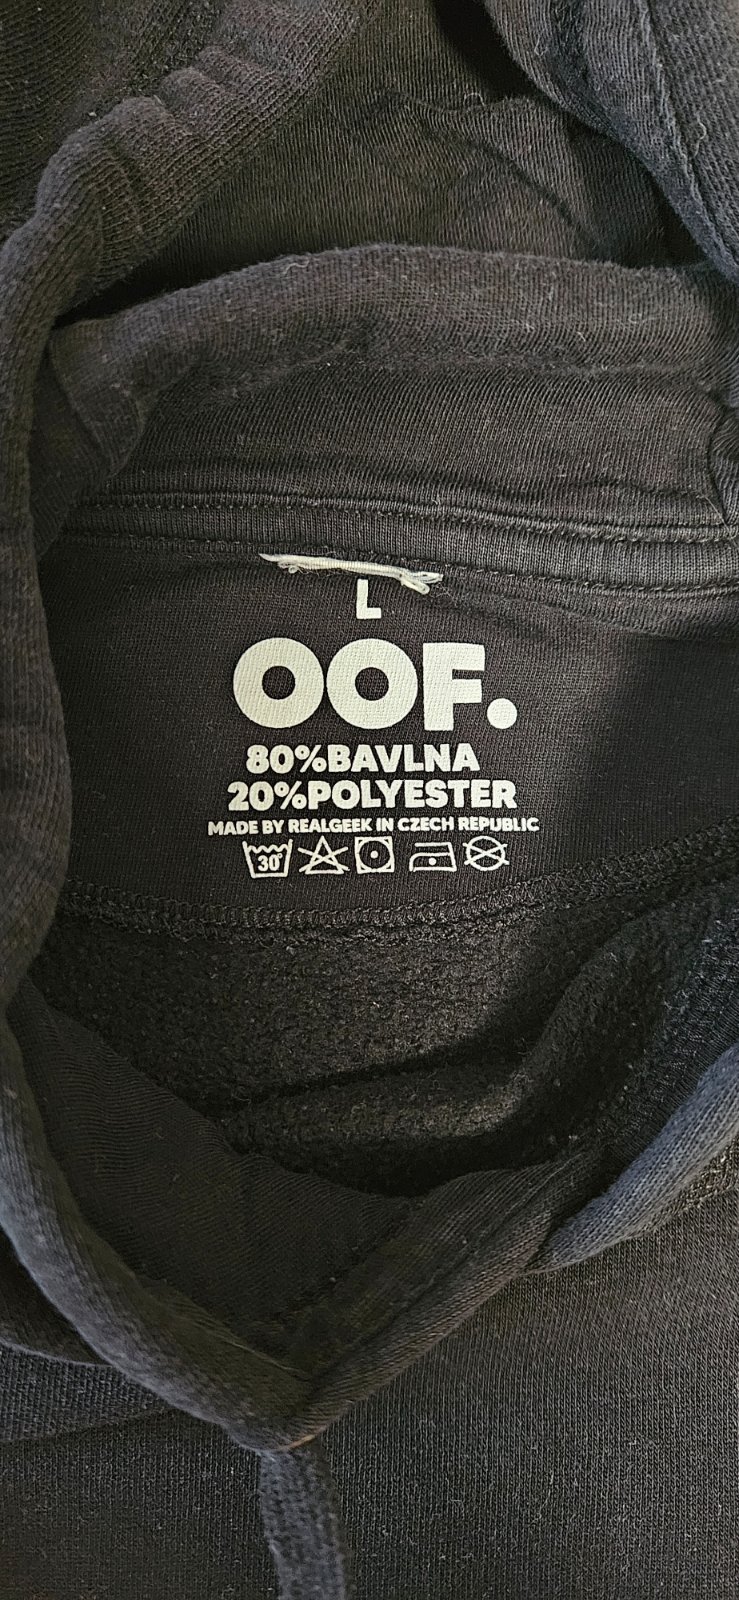 L
OOF.
80%BAVLNA
20%POLYESTER
MADE BY REALGEEK IN CZECH REPUBLIC
30°